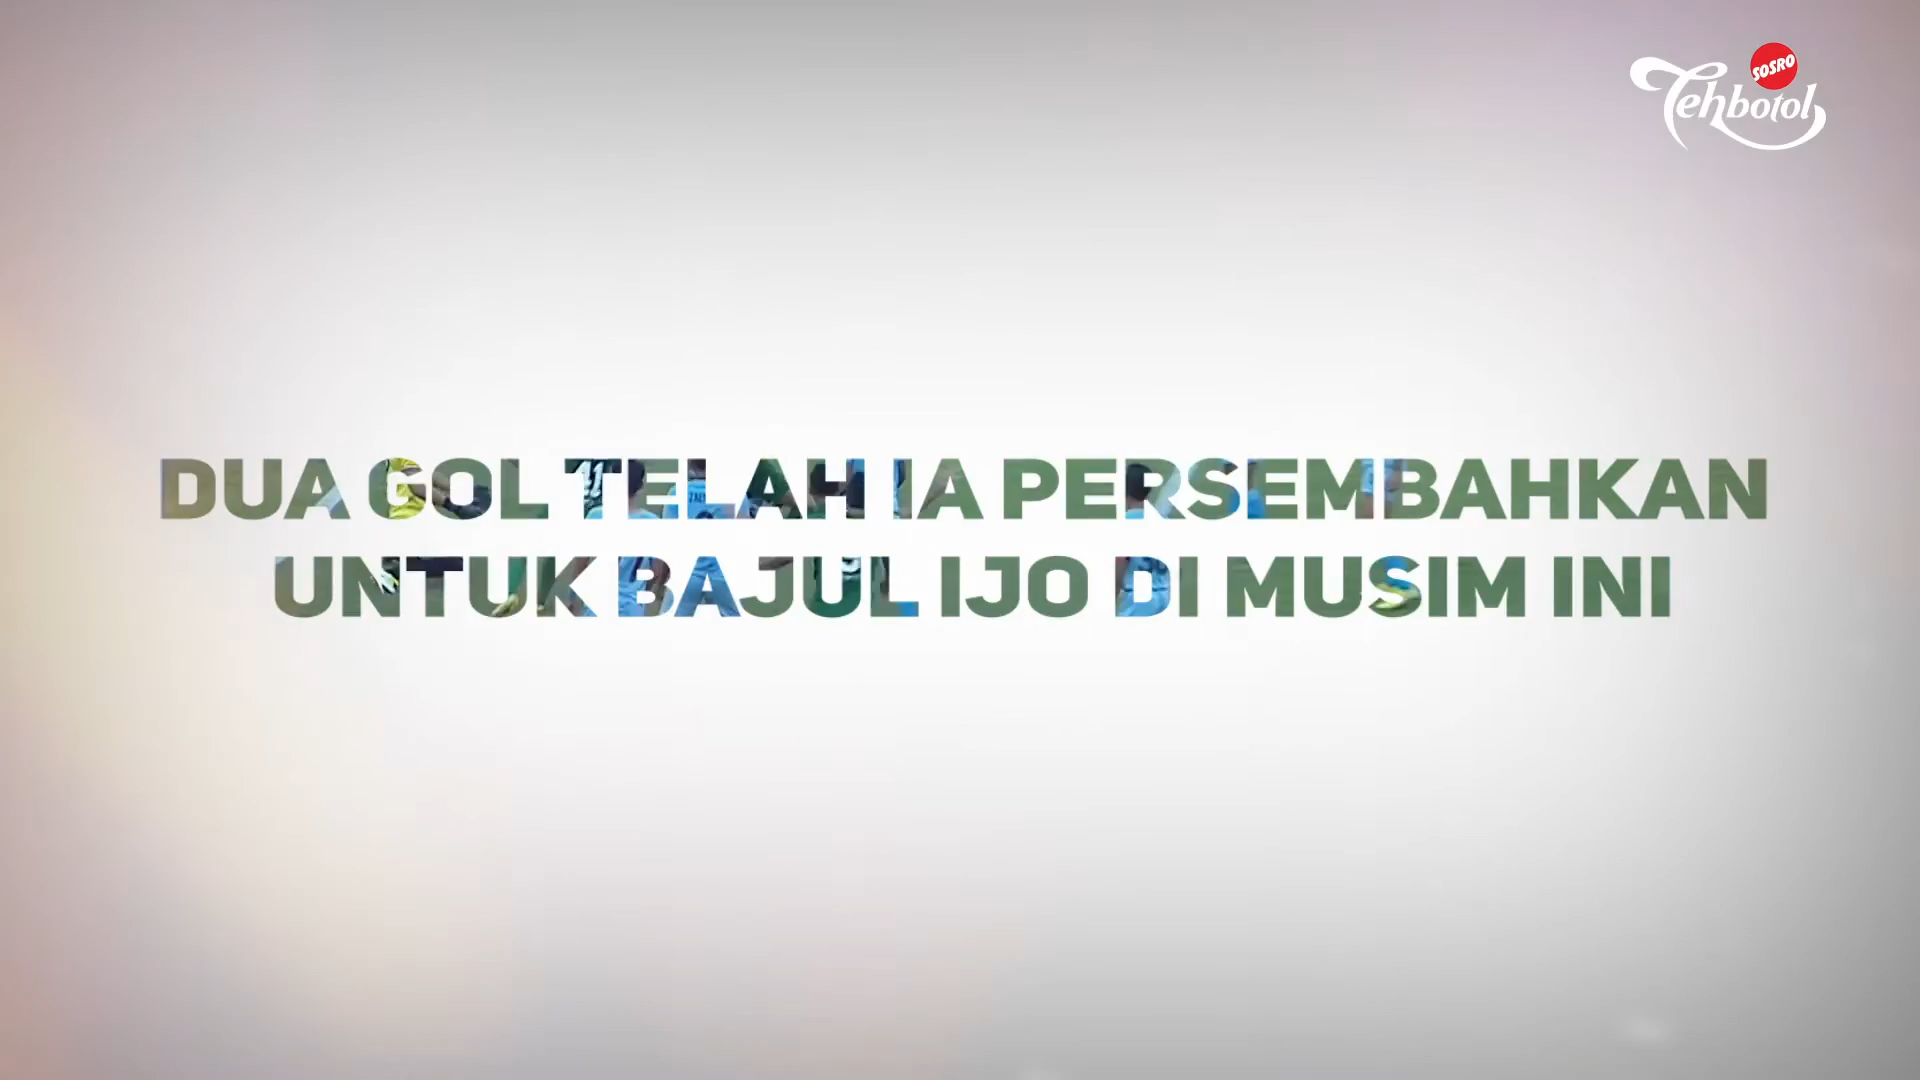 SOSRO
Tehbotol
DUA GOL TELAH IA PERSEMBAHKAN
UNTUK BAJUL IJO DI MUSIM INI